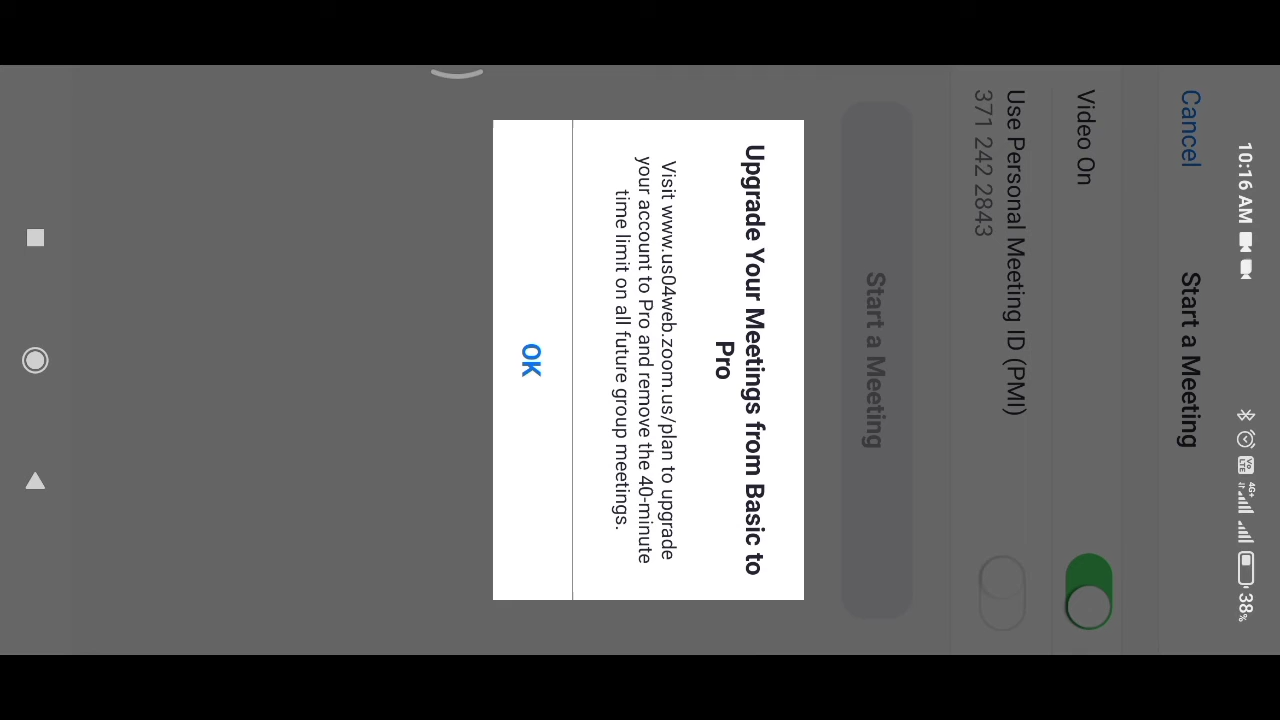 10:16 AM
VoLTE 4G+ 38%
Cancel Start a Meeting
Video On
Use Personal Meeting ID (PMI)
371 242 2843
Start a Meeting
Upgrade Your Meetings from Basic to
Pro
Visit www.us04web.zoom.us/plan to upgrade
your account to Pro and remove the 40-minute
time limit on all future group meetings.
OK